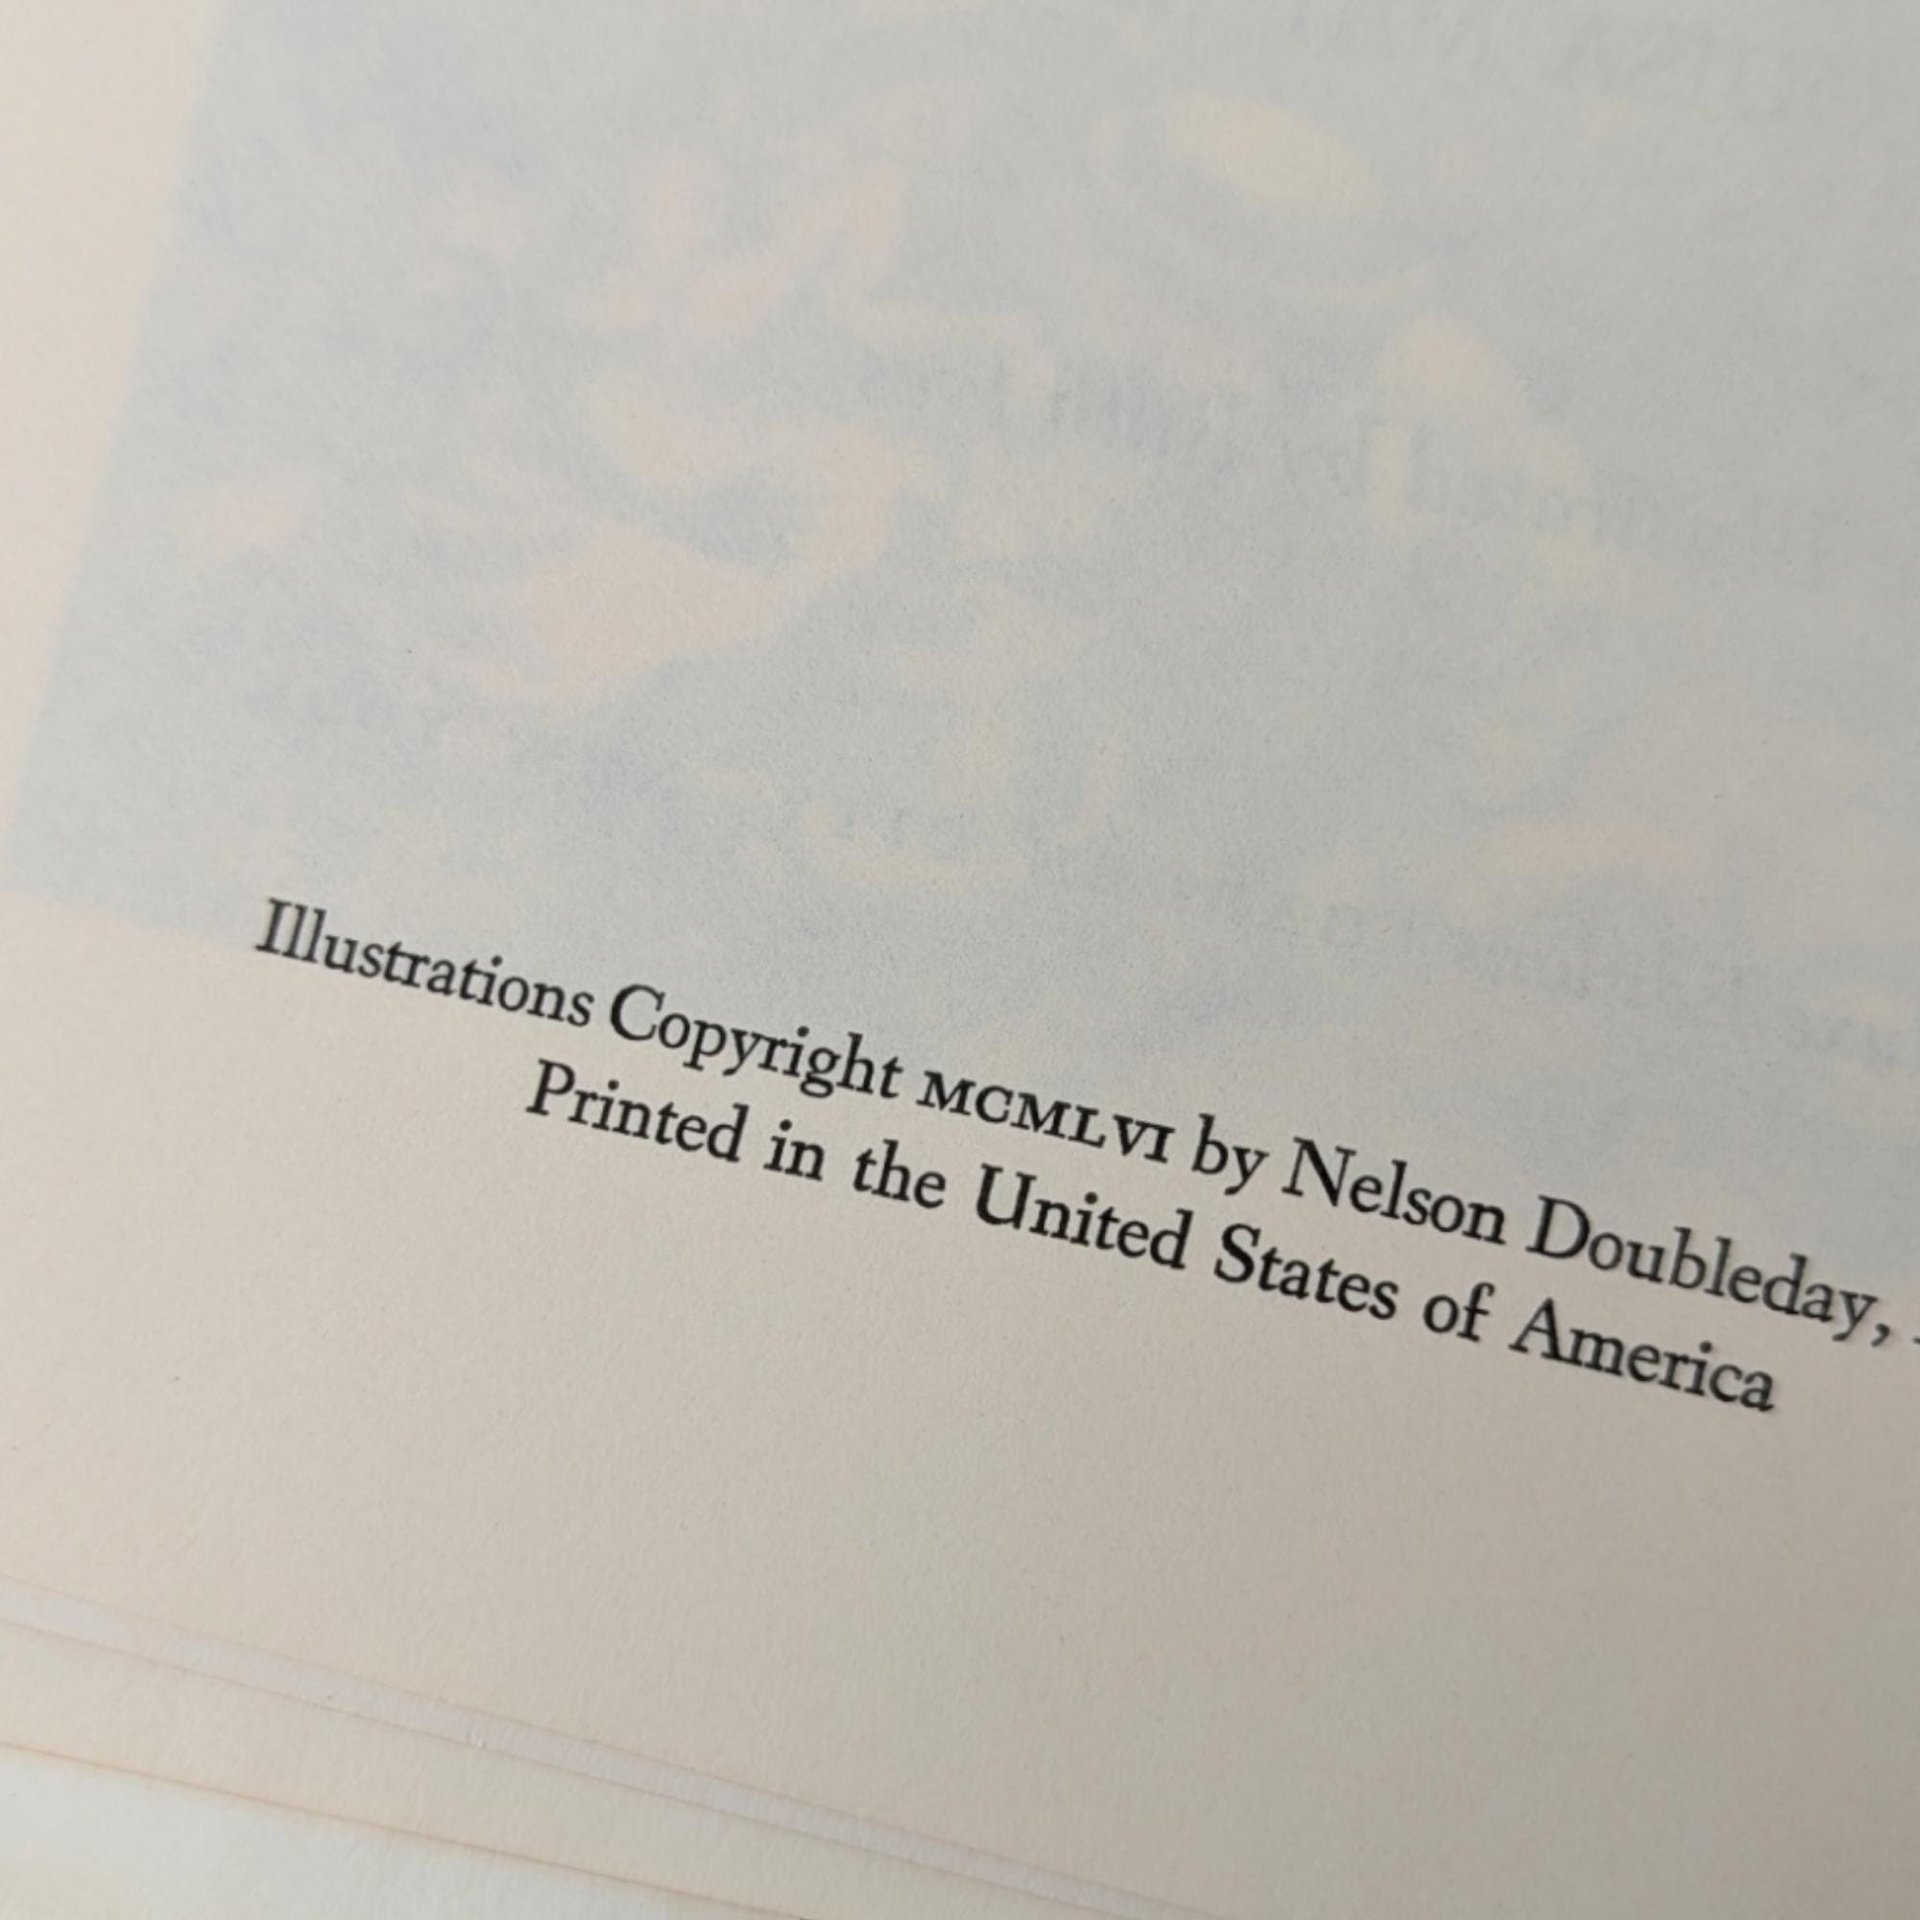 Illustrations Copyright MCMLVI by Nelson Doubleday,
Printed in the United States of America